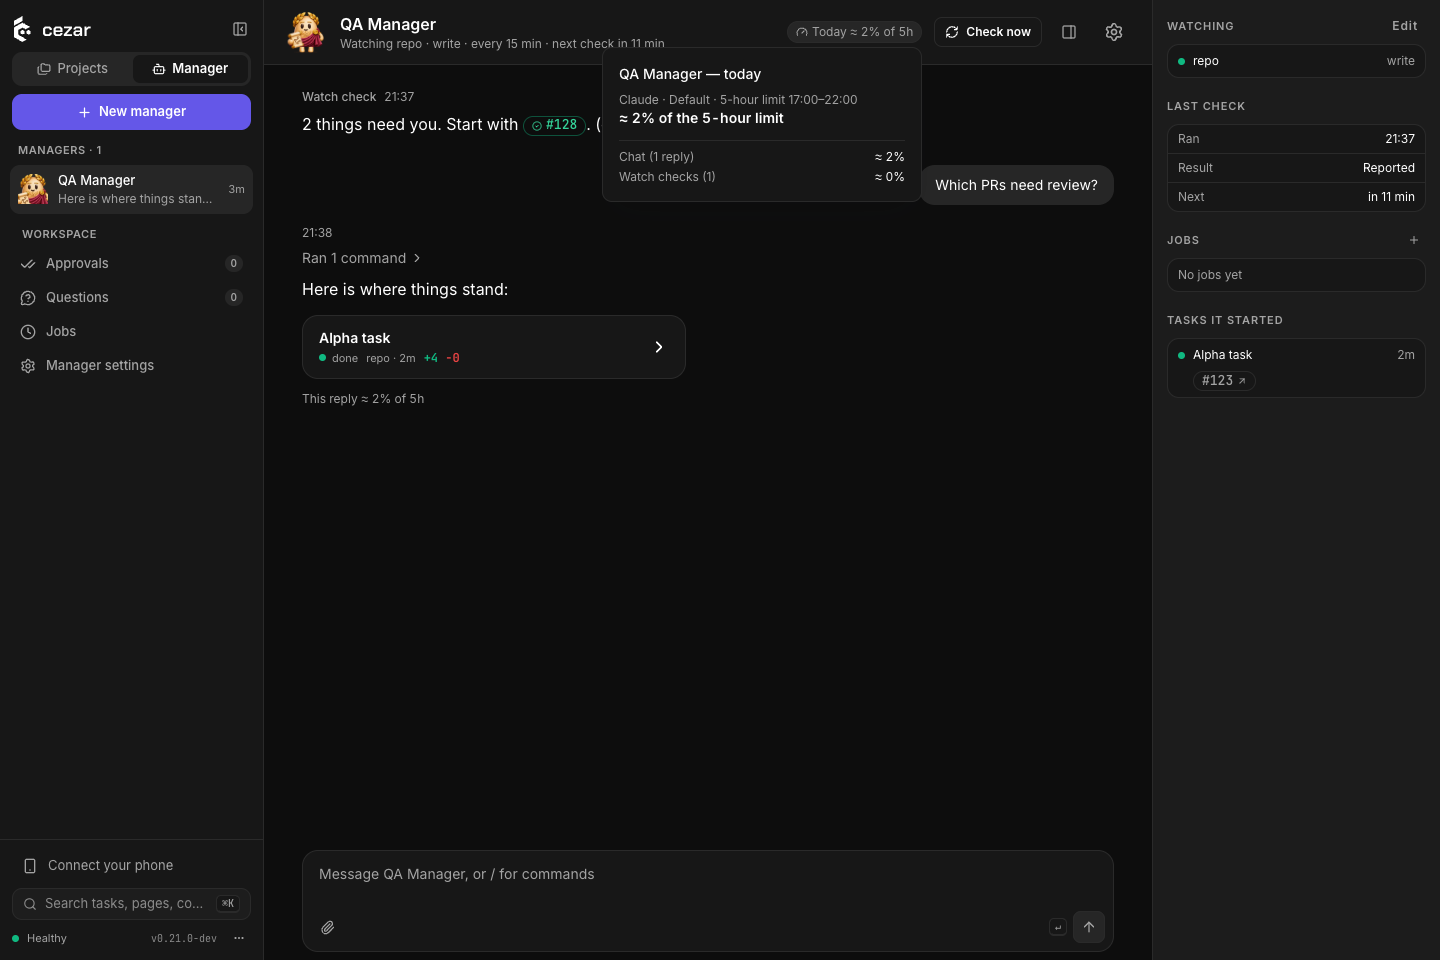 cezar
Projects
Manager
New manager
MANAGERS · 1
QA Manager
Here is where things stan...
3m
WORKSPACE
Approvals
0
Questions
0
Jobs
Manager settings
Connect your phone
Search tasks, pages, co...
⌘K
Healthy
v0.21.0-dev
QA Manager
Watching repo · write · every 15 min · next check in 11 min
Today ≈ 2% of 5h
Check now
Watch check 21:37
2 things need you. Start with #128. (
QA Manager — today
Claude · Default · 5-hour limit 17:00–22:00
≈ 2% of the 5-hour limit
Chat (1 reply) ≈ 2%
Watch checks (1) ≈ 0%
Which PRs need review?
21:38
Ran 1 command
Here is where things stand:
Alpha task
done repo · 2m +4 -0
This reply ≈ 2% of 5h
Message QA Manager, or / for commands
WATCHING
Edit
repo write
LAST CHECK
Ran 21:37
Result Reported
Next in 11 min
JOBS
No jobs yet
TASKS IT STARTED
Alpha task 2m
#123